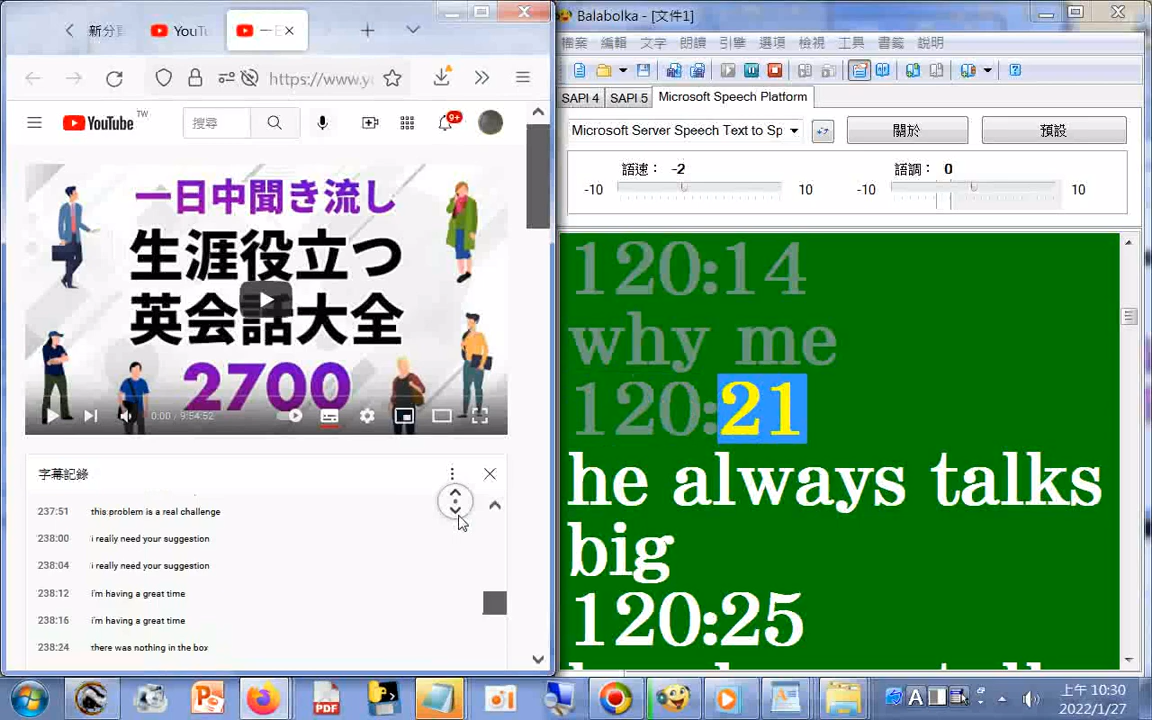 新分
YouTu
一日
Balabolka - [文件1]
檔案 編輯 文字 朗讀 引擎 選項 檢視 工具 書籤 說明
https://www.y
SAPI 4 SAPI 5 Microsoft Speech Platform
YouTube TW
搜尋
9+
Microsoft Server Speech Text to Sp
關於
預設
語速： -2
語調： 0
-10 10 -10 10
一日中聞き流し
生涯役立つ
英会話大全
2700
0:00 / 9:54:52
字幕記錄
237:51 this problem is a real challenge
238:00 i really need your suggestion
238:04 i really need your suggestion
238:12 i'm having a great time
238:16 i'm having a great time
238:24 there was nothing in the box
120:14
why me
120:21
he always talks
big
120:25
PDF
A
上午 10:30
2022/1/27